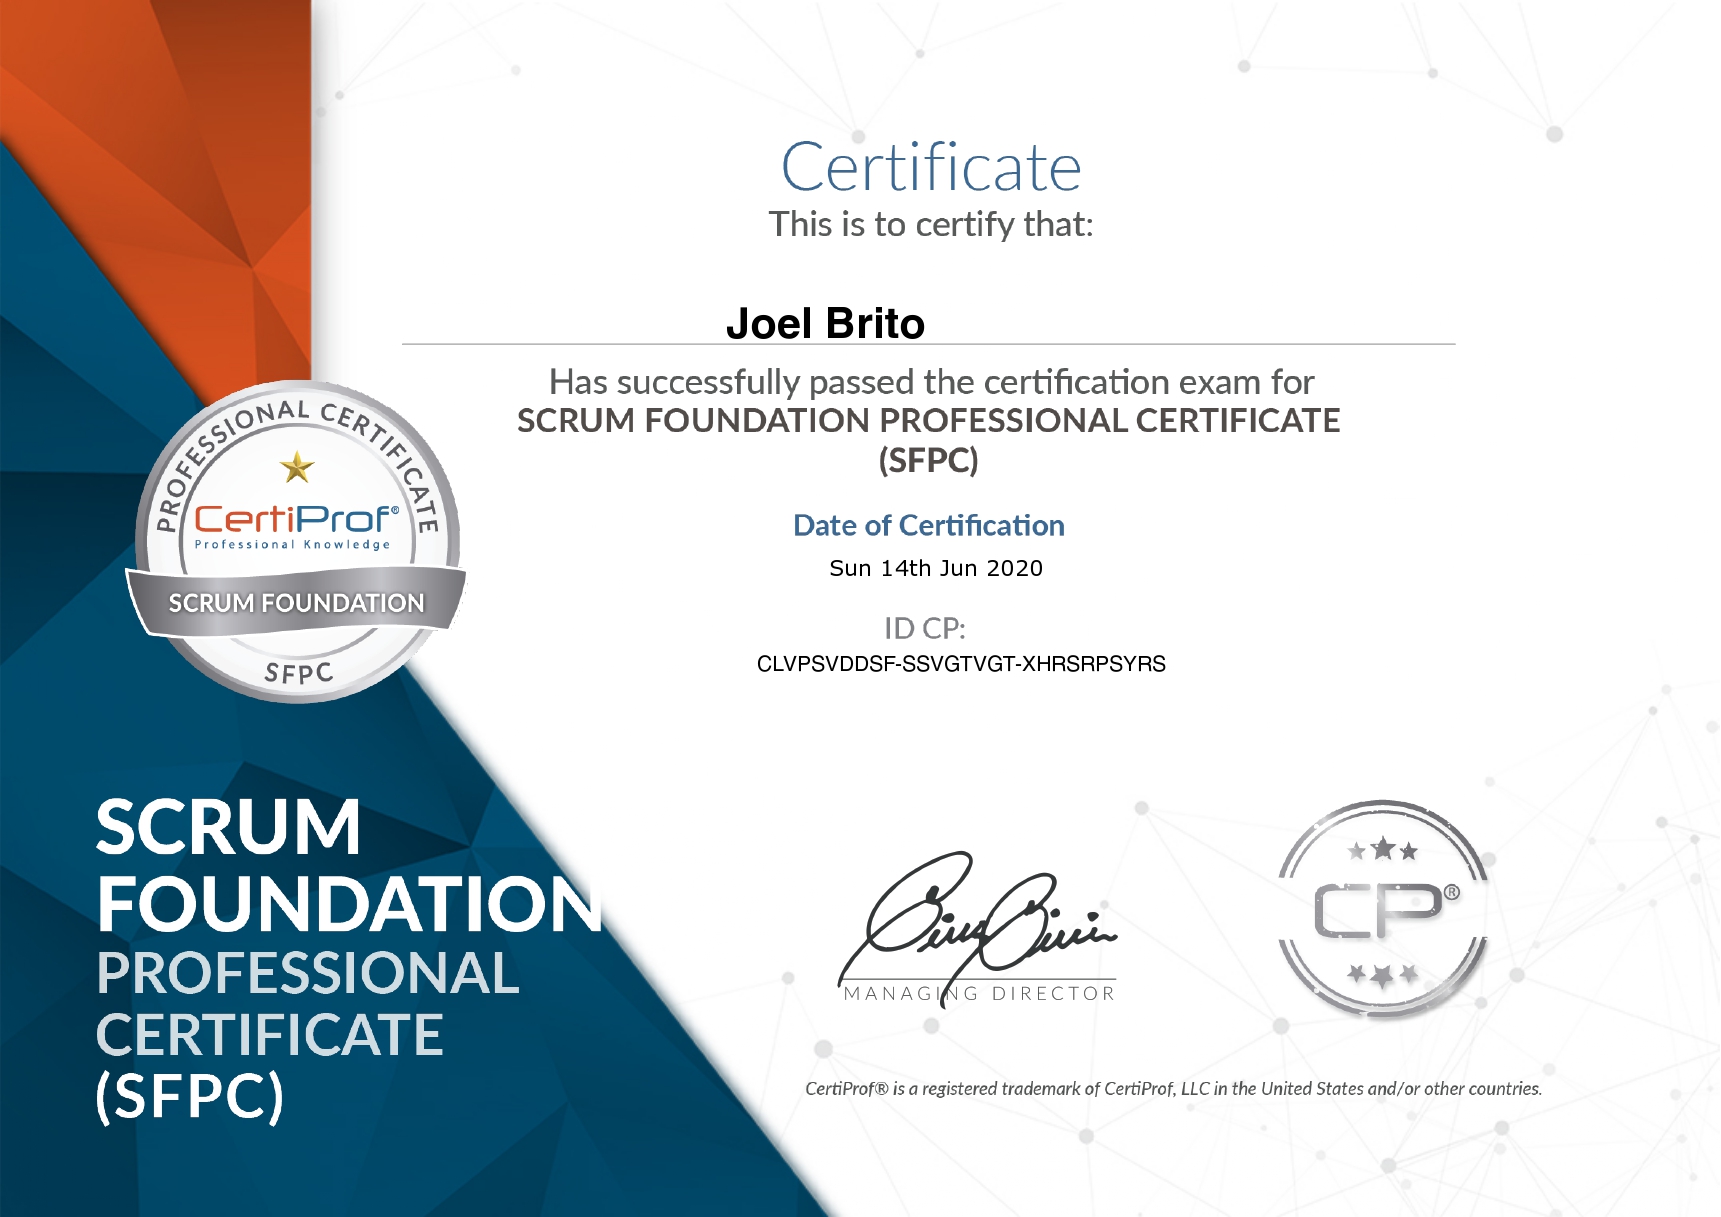 Certificate
This is to certify that:
Joel Brito
Has successfully passed the certification exam for
SCRUM FOUNDATION PROFESSIONAL CERTIFICATE
(SFPC)
Date of Certification
Sun 14th Jun 2020
ID CP:
CLVPSVDDSF-SSVGTVGT-XHRSRPSYRS
PROFESSIONAL CERTIFICATE
CertiProf®
Professional Knowledge
SCRUM FOUNDATION
SFPC
SCRUM
FOUNDATION
PROFESSIONAL
CERTIFICATE
(SFPC)
MANAGING DIRECTOR
CP®
CertiProf® is a registered trademark of CertiProf, LLC in the United States and/or other countries.